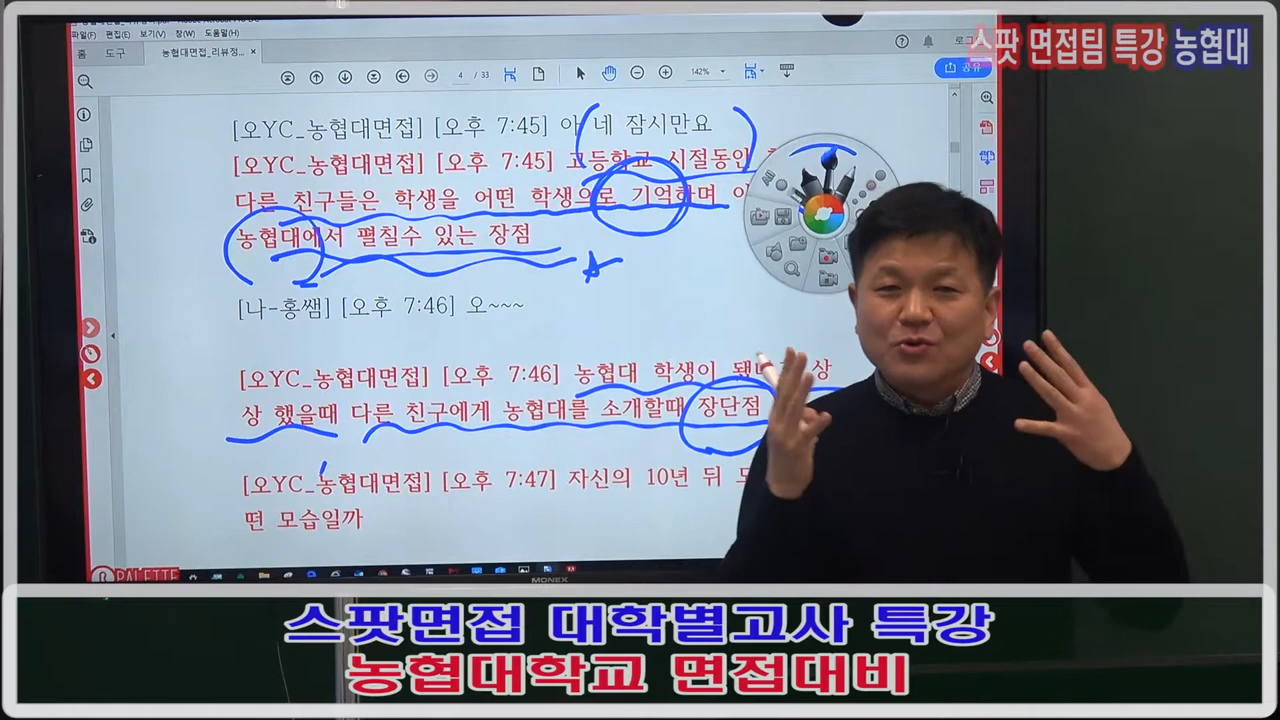 파일(F) 편집(E) 보기(V) 창(W) 도움말(H)
홈 도구 농협대면접_리뷰정... ×
스팟 면접팀 특강 농협대
4 / 33 142% 공유
[오YC_농협대면접] [오후 7:45] 아 네 잠시만요
[오YC_농협대면접] [오후 7:45] 고등학교 시절동안
다른 친구들은 학생을 어떤 학생으로 기억하며
농협대에서 펼칠수 있는 장점
[나-홍쌤] [오후 7:46] 오~~~
[오YC_농협대면접] [오후 7:46] 농협대 학생이 상
상 했을때 다른 친구에게 농협대를 소개할때 장단점
[오YC_농협대면접] [오후 7:47] 자신의 10년 뒤
떤 모습일까
PALETTE
MONEX
스팟면접 대학별고사 특강
농협대학교 면접대비